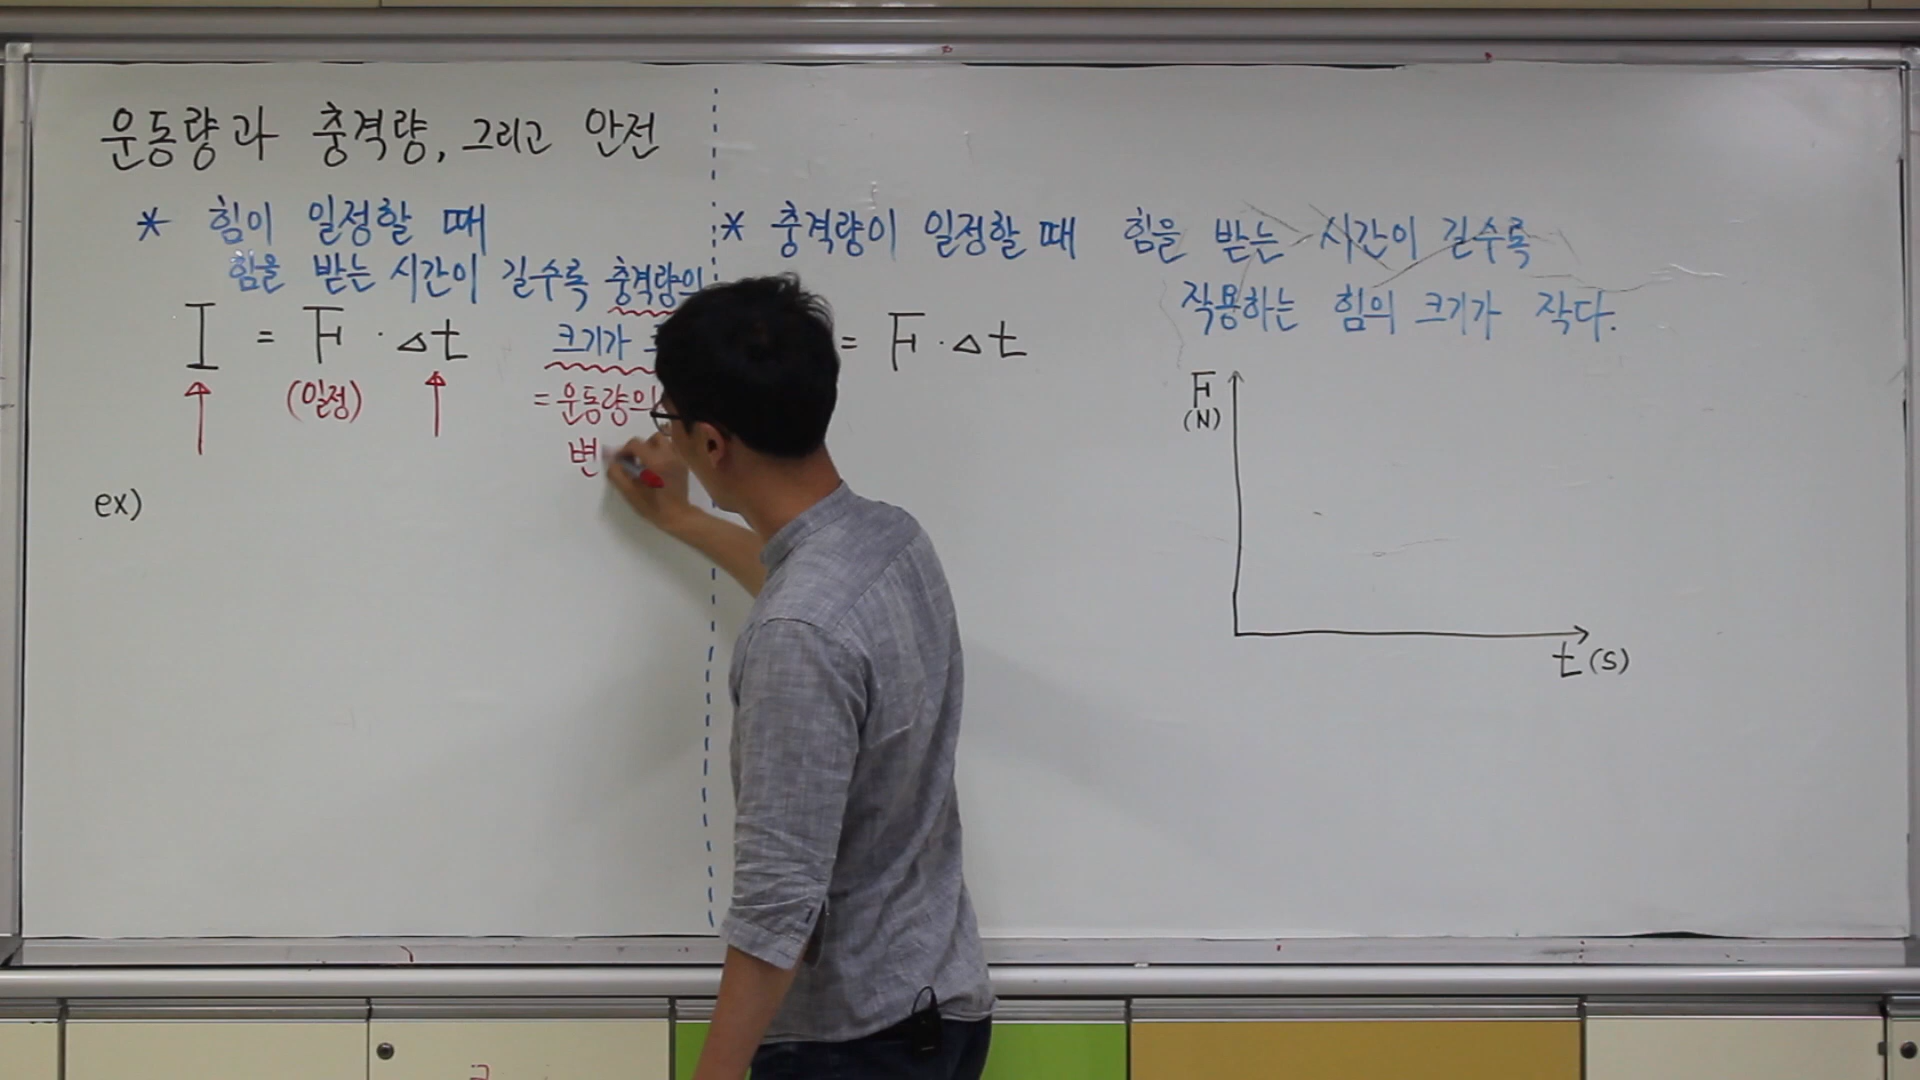 운동량과 충격량, 그리고 안전
* 힘이 일정할 때
힘을 받는 시간이 길수록 충격량의
크기가
I = F · Δt
(일정)
= 운동량의
변
ex)
* 충격량이 일정할 때 힘을 받는 시간이 길수록
작용하는 힘의 크기가 작다.
= F · Δt
F
(N)
t (s)